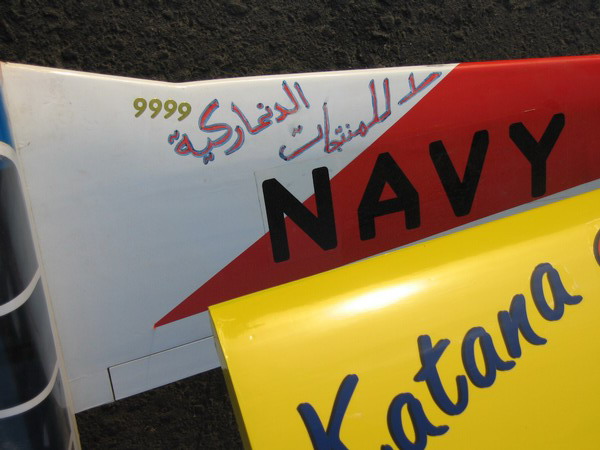 لا للمنتجات
الدنماركية
9999
NAVY
Katana